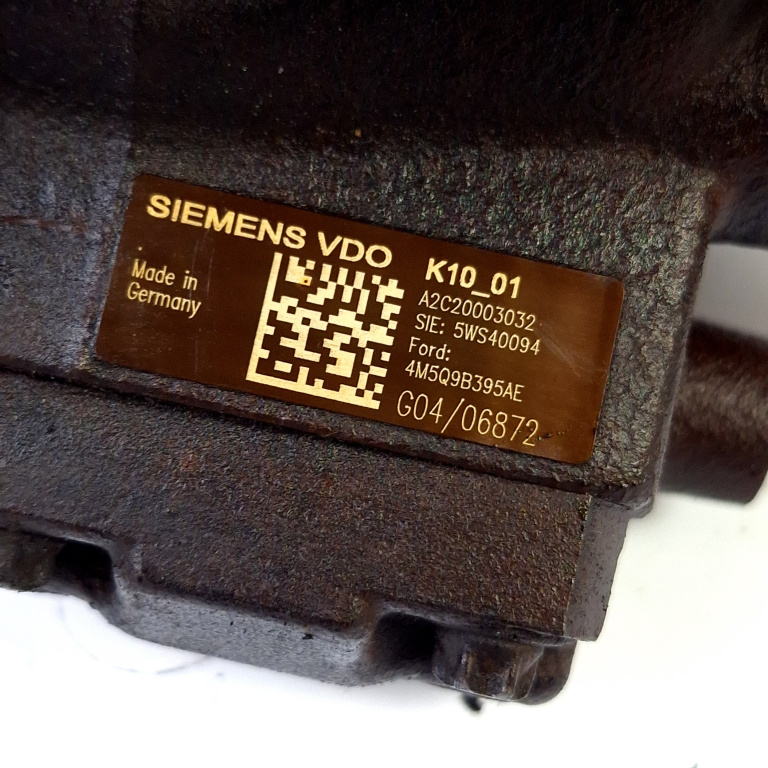 SIEMENS VDO
Made in
Germany
K10_01
A2C20003032
SIE: 5WS40094
Ford:
4M5Q9B395AE
G04/06872